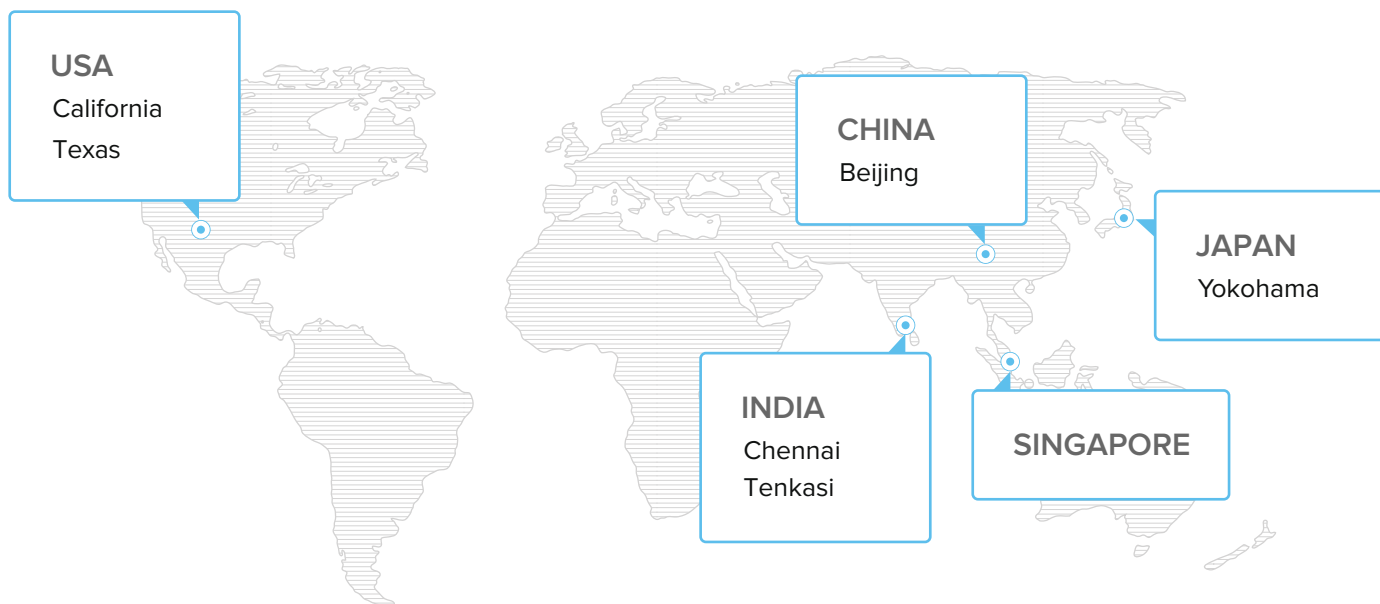 USA
California
Texas
CHINA
Beijing
JAPAN
Yokohama
INDIA
Chennai
Tenkasi
SINGAPORE